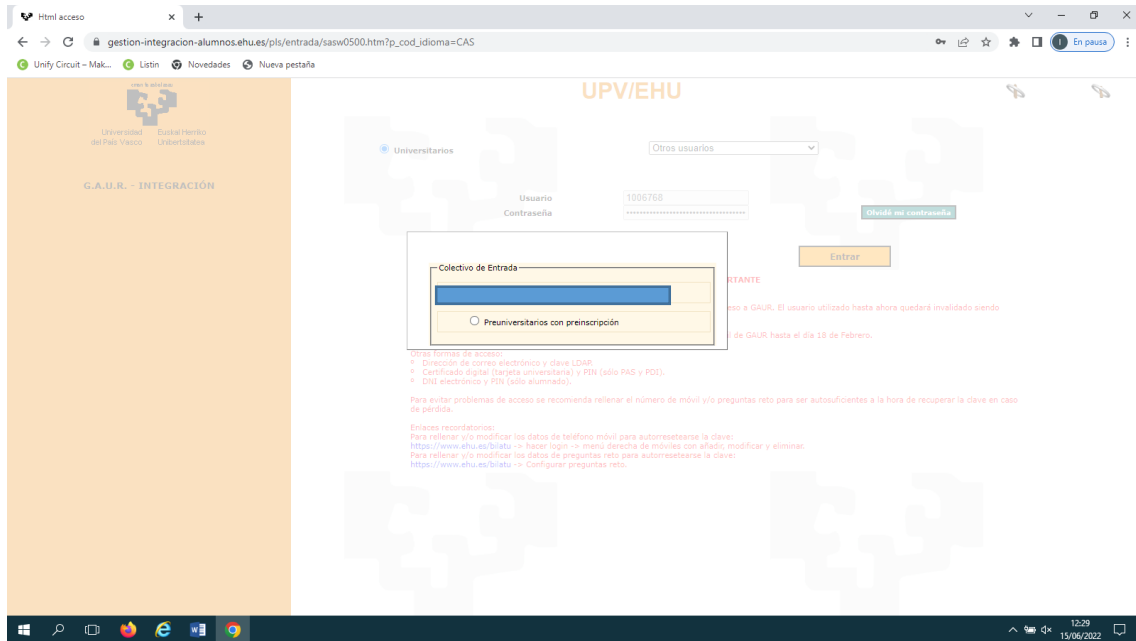 Html acceso
gestion-integracion-alumnos.ehu.es/pls/entrada/sasw0500.htm?p_cod_idioma=CAS
En pausa
Unify Circuit – Mak... Listin Novedades Nueva pestaña
UPV/EHU
Universidad Euskal Herriko
del País Vasco Unibertsitatea
Universitarios Otros usuarios
G.A.U.R. - INTEGRACIÓN
Usuario 1006768
Contraseña
Olvidé mi contraseña
Entrar
Colectivo de Entrada
RTANTE
eso a GAUR. El usuario utilizado hasta ahora quedará invalidado siendo
Preuniversitarios con preinscripción
l de GAUR hasta el día 18 de Febrero.
Otras formas de acceso:
Dirección de correo electrónico y clave LDAP.
Certificado digital (tarjeta universitaria) y PIN (sólo PAS y PDI).
DNI electrónico y PIN (sólo alumnado).
Para evitar problemas de acceso se recomienda rellenar el número de móvil y/o preguntas reto para ser autosuficientes a la hora de recuperar la clave en caso
de pérdida.
Enlaces recordatorios:
Para rellenar y/o modificar los datos de teléfono móvil para autorresetearse la clave:
https://www.ehu.es/bilatu -> hacer login -> menú derecha de móviles con añadir, modificar y eliminar.
Para rellenar y/o modificar los datos de preguntas reto para autorresetearse la clave:
https://www.ehu.es/bilatu -> Configurar preguntas reto.
12:29
15/06/2022